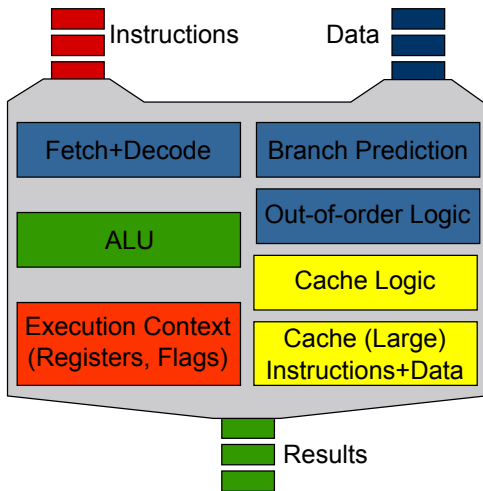 Instructions
Data
Fetch+Decode
Branch Prediction
Out-of-order Logic
ALU
Cache Logic
Execution Context
(Registers, Flags)
Cache (Large)
Instructions+Data
Results